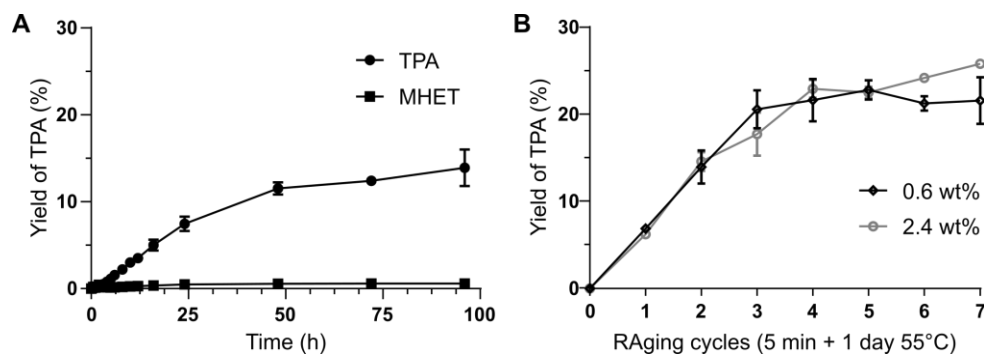 A
Yield of TPA (%)
30
20
10
0
0
25
50
75
100
Time (h)
TPA
MHET
B
Yield of TPA (%)
30
20
10
0
0
1
2
3
4
5
6
7
RAging cycles (5 min + 1 day 55°C)
0.6 wt%
2.4 wt%